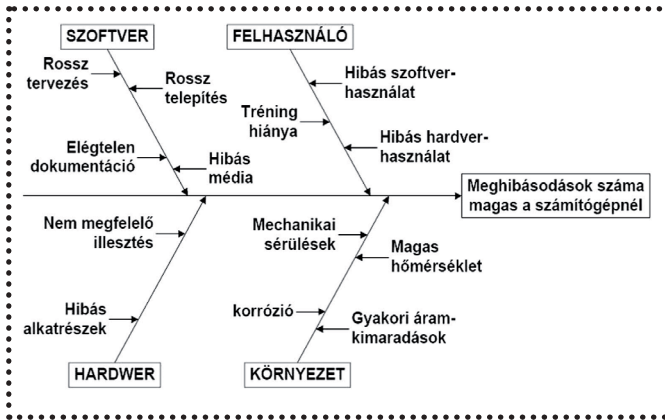 SZOFTVER
FELHASZNÁLÓ
Rossz
tervezés
Rossz
telepítés
Elégtelen
dokumentáció
Hibás
média
Hibás szoftver-
használat
Tréning
hiánya
Hibás hardver-
használat
Meghibásodások száma
magas a számítógépnél
Nem megfelelő
illesztés
Hibás
alkatrészek
Mechanikai
sérülések
Magas
hőmérséklet
korrózió
Gyakori áram-
kimaradások
HARDWER
KÖRNYEZET